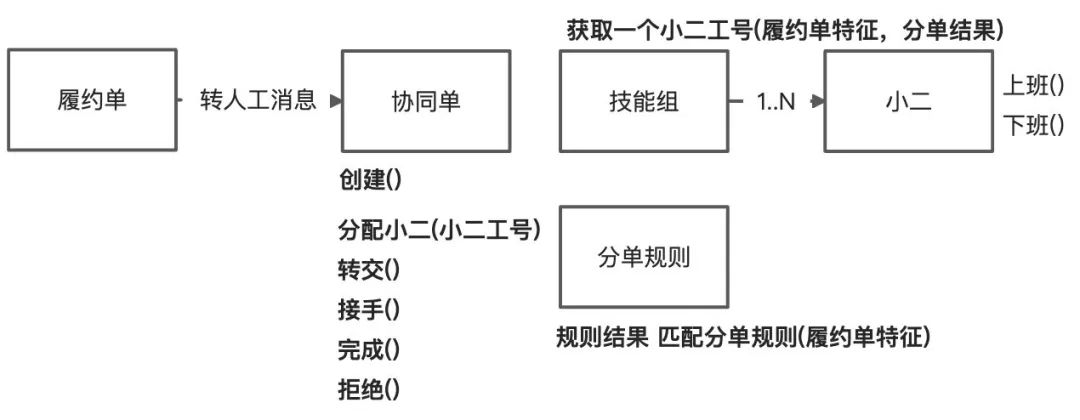 获取一个小二工号(履约单特征，分单结果)
履约单
转人工消息
协同单
技能组
1..N
小二
上班()
下班()
创建()
分配小二(小二工号)
转交()
接手()
完成()
拒绝()
分单规则
规则结果 匹配分单规则(履约单特征)